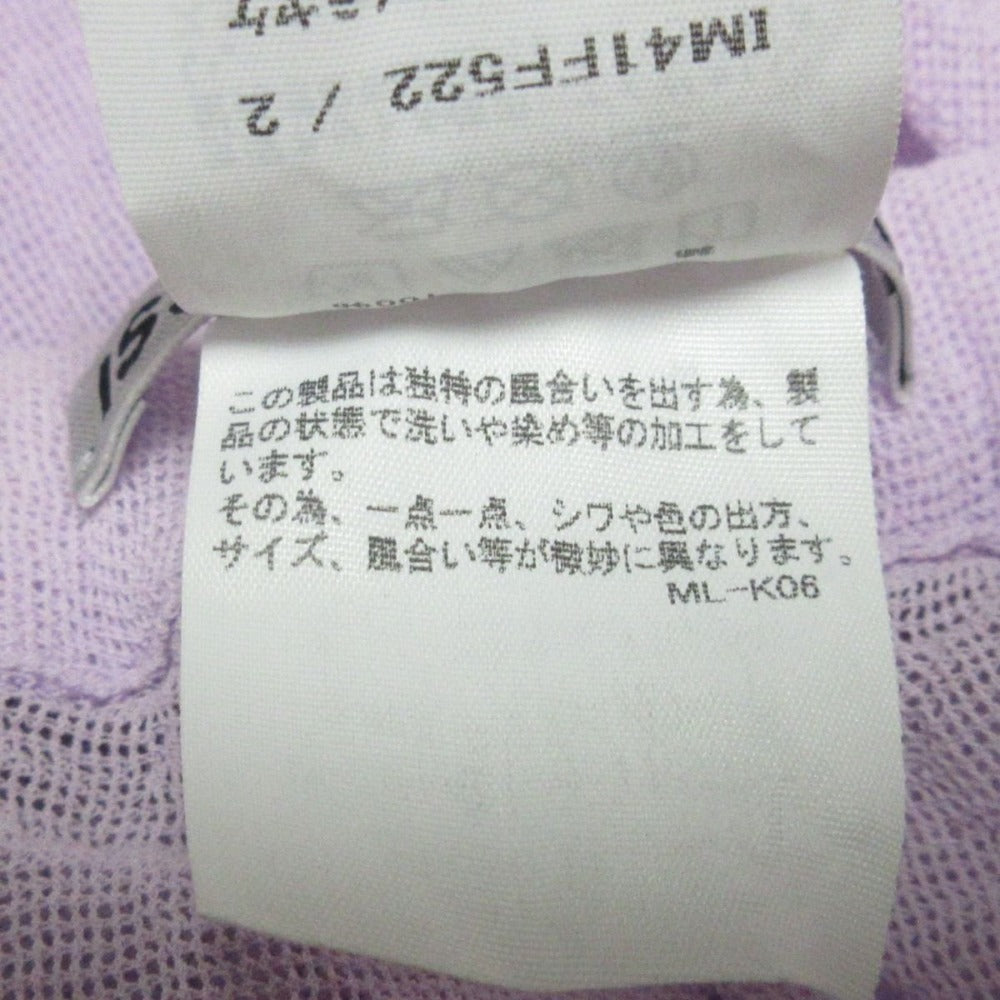 IM41FF522 / 2
この製品は独特の風合いを出す為、製
品の状態で洗いや染め等の加工をして
います。
その為、一点一点、シワや色の出方、
サイズ、風合い等が微妙に異なります。
ML-K06